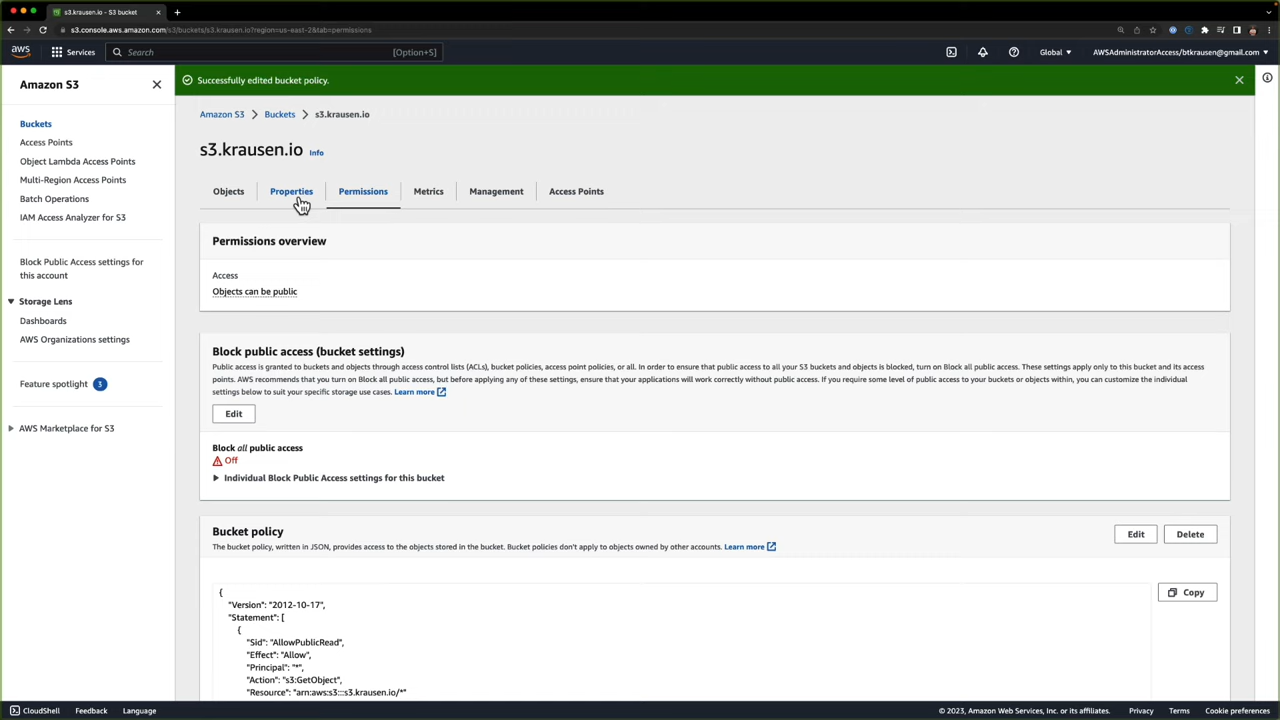 s3.krausen.io - S3 bucket
s3.console.aws.amazon.com/s3/buckets/s3.krausen.io?region=us-east-2&tab=permissions
aws
Services
Search
[Option+S]
Global
AWSAdministratorAccess/btkrausen@gmail.com
Amazon S3
Buckets
Access Points
Object Lambda Access Points
Multi-Region Access Points
Batch Operations
IAM Access Analyzer for S3
Block Public Access settings for
this account
Storage Lens
Dashboards
AWS Organizations settings
Feature spotlight 3
AWS Marketplace for S3
Successfully edited bucket policy.
Amazon S3 > Buckets > s3.krausen.io
s3.krausen.io Info
Objects
Properties
Permissions
Metrics
Management
Access Points
Permissions overview
Access
Objects can be public
Block public access (bucket settings)
Public access is granted to buckets and objects through access control lists (ACLs), bucket policies, access point policies, or all. In order to ensure that public access to all your S3 buckets and objects is blocked, turn on Block all public access. These settings apply only to this bucket and its access
points. AWS recommends that you turn on Block all public access, but before applying any of these settings, ensure that your applications will work correctly without public access. If you require some level of public access to your buckets or objects within, you can customize the individual
settings below to suit your specific storage use cases. Learn more
Edit
Block all public access
Off
Individual Block Public Access settings for this bucket
Bucket policy
Edit
Delete
The bucket policy, written in JSON, provides access to the objects stored in the bucket. Bucket policies don't apply to objects owned by other accounts. Learn more
Copy
{
"Version": "2012-10-17",
"Statement": [
{
"Sid": "AllowPublicRead",
"Effect": "Allow",
"Principal": "*",
"Action": "s3:GetObject",
"Resource": "arn:aws:s3:::s3.krausen.io/*"
CloudShell
Feedback
Language
© 2023, Amazon Web Services, Inc. or its affiliates.
Privacy
Terms
Cookie preferences